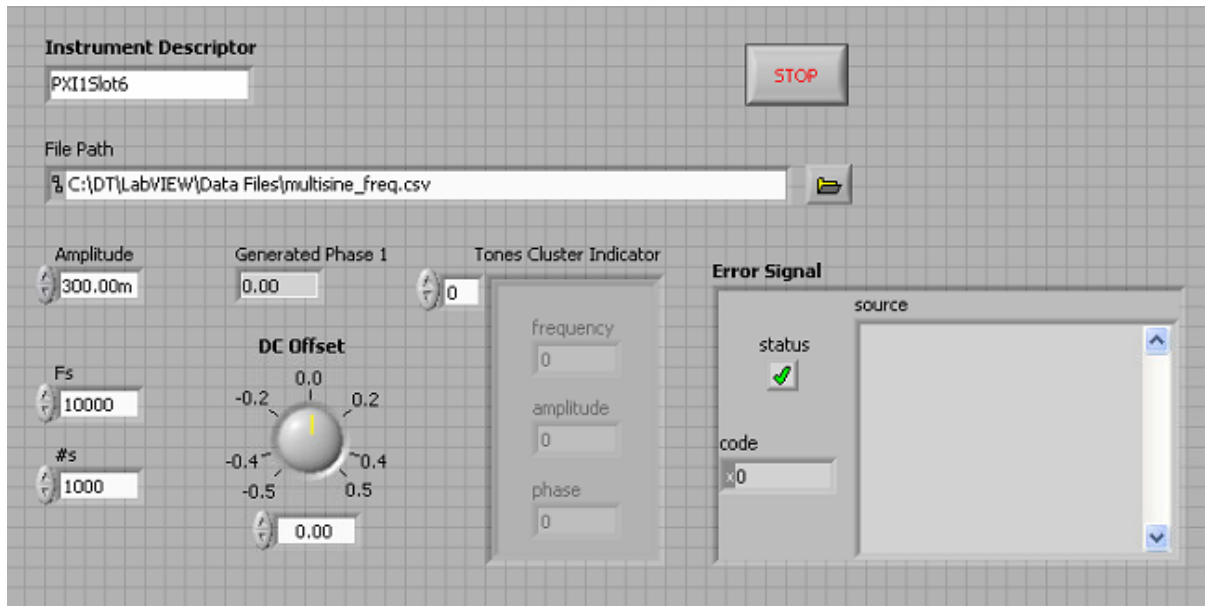 Instrument Descriptor
PXI1Slot6
STOP
File Path
C:\DT\LabVIEW\Data Files\multisine_freq.csv
Amplitude
300.00m
Generated Phase 1
0.00
Tones Cluster Indicator
0
frequency
0
amplitude
0
phase
0
Fs
10000
#s
1000
DC Offset
0.0
-0.2
0.2
-0.4
0.4
-0.5
0.5
0.00
Error Signal
source
status
code
x0